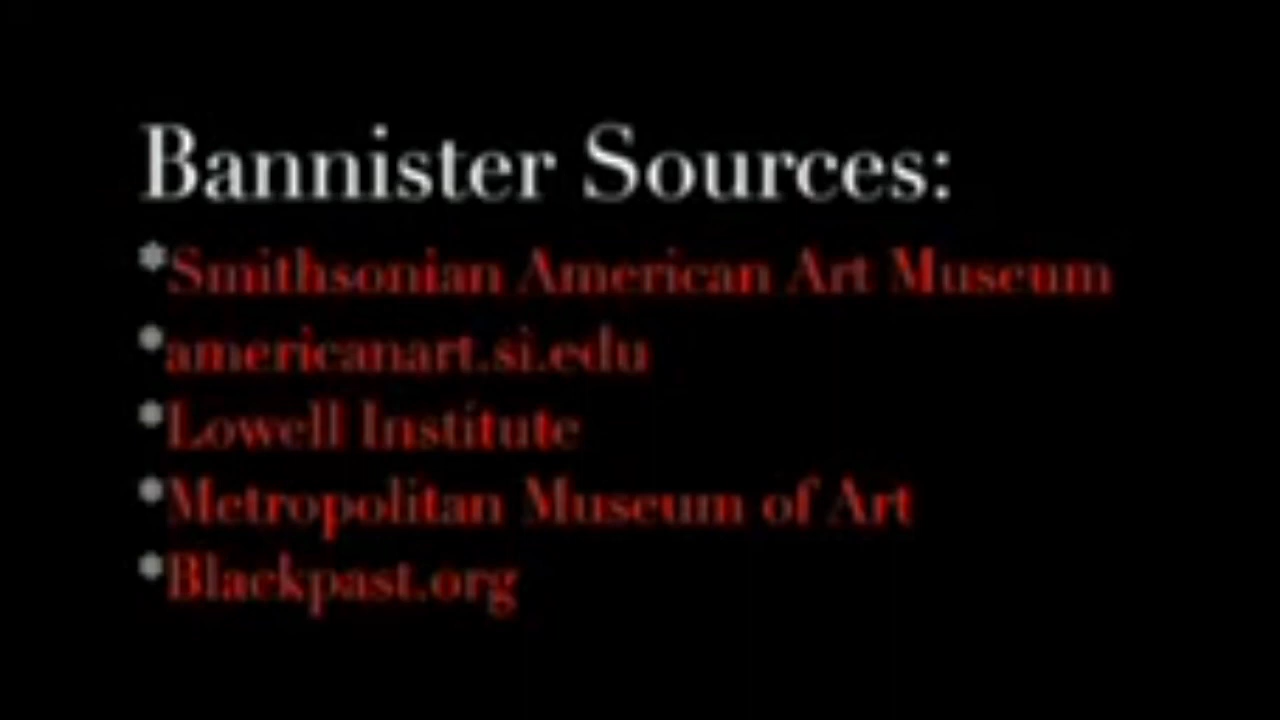 Bannister Sources:
*Smithsonian American Art Museum
*americanart.si.edu
*Lowell Institute
*Metropolitan Museum of Art
*Blackpast.org